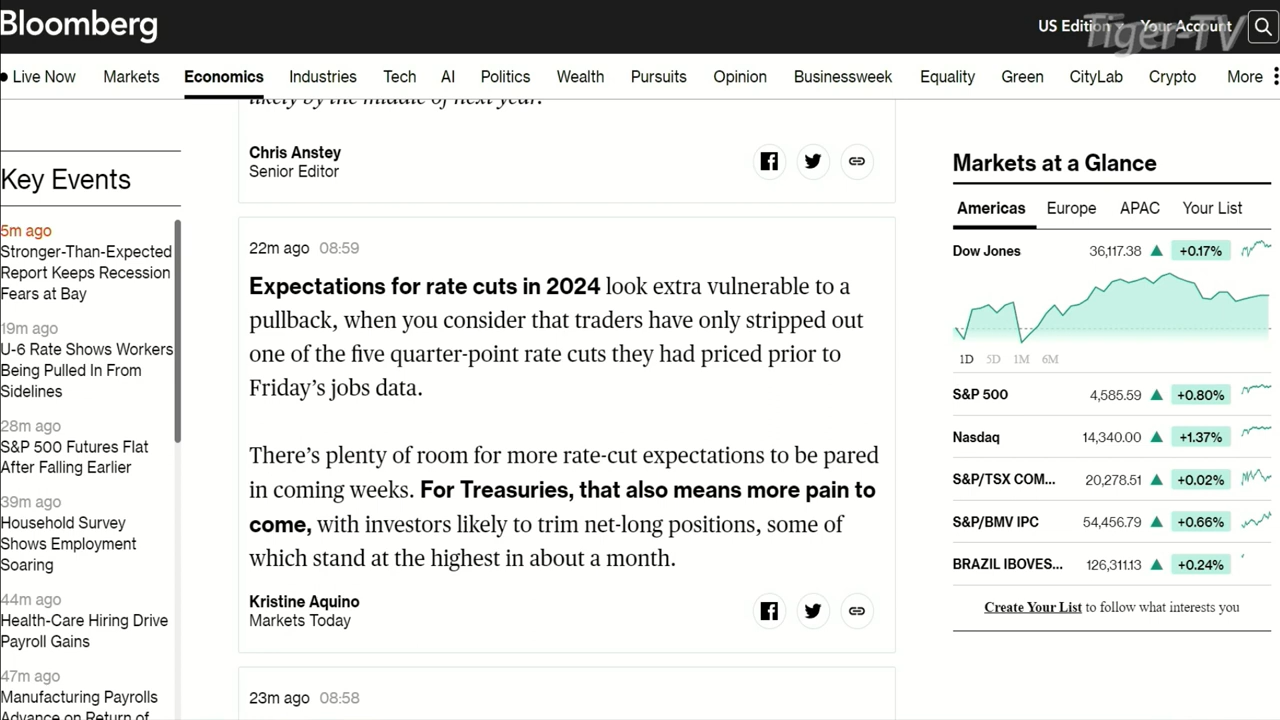 Bloomberg
US Edition
Your Account
Tiger-TV
Live Now Markets Economics Industries Tech AI Politics Wealth Pursuits Opinion Businessweek Equality Green CityLab Crypto More
Key Events
5m ago
Stronger-Than-Expected
Report Keeps Recession
Fears at Bay
19m ago
U-6 Rate Shows Workers
Being Pulled In From
Sidelines
28m ago
S&P 500 Futures Flat
After Falling Earlier
39m ago
Household Survey
Shows Employment
Soaring
44m ago
Health-Care Hiring Drive
Payroll Gains
47m ago
Manufacturing Payrolls
Advance on Return of
likely by the middle of next year.
Chris Anstey
Senior Editor
22m ago 08:59
Expectations for rate cuts in 2024 look extra vulnerable to a
pullback, when you consider that traders have only stripped out
one of the five quarter-point rate cuts they had priced prior to
Friday's jobs data.
There's plenty of room for more rate-cut expectations to be pared
in coming weeks. For Treasuries, that also means more pain to
come, with investors likely to trim net-long positions, some of
which stand at the highest in about a month.
Kristine Aquino
Markets Today
23m ago 08:58
Markets at a Glance
Americas Europe APAC Your List
Dow Jones 36,117.38 +0.17%
1D 5D 1M 6M
S&P 500 4,585.59 +0.80%
Nasdaq 14,340.00 +1.37%
S&P/TSX COM... 20,278.51 +0.02%
S&P/BMV IPC 54,456.79 +0.66%
BRAZIL IBOVES... 126,311.13 +0.24%
Create Your List to follow what interests you